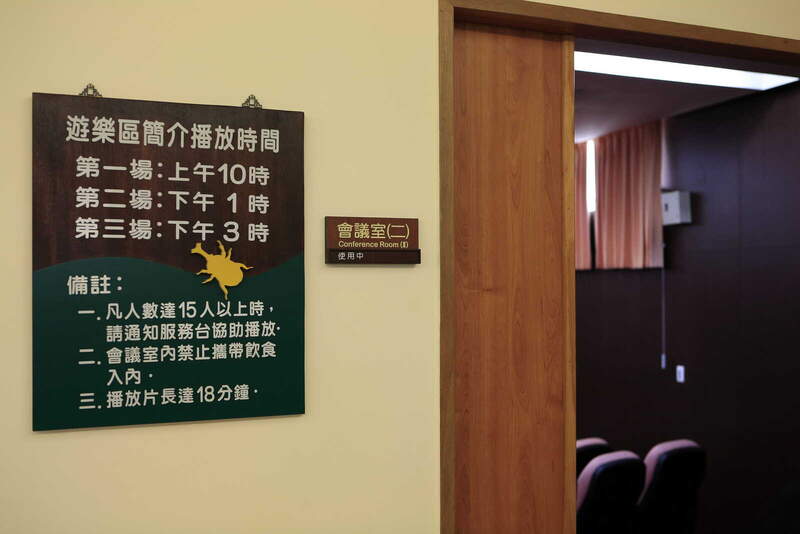 遊樂區簡介播放時間
第一場：上午10時
第二場：下午 1 時
第三場：下午 3 時
備註：
一．凡人數達15人以上時，
請通知服務台協助播放．
二．會議室內禁止攜帶飲食
入內．
三．播放片長達18分鐘．
會議室(二)
Conference Room (Ⅱ)
使用中